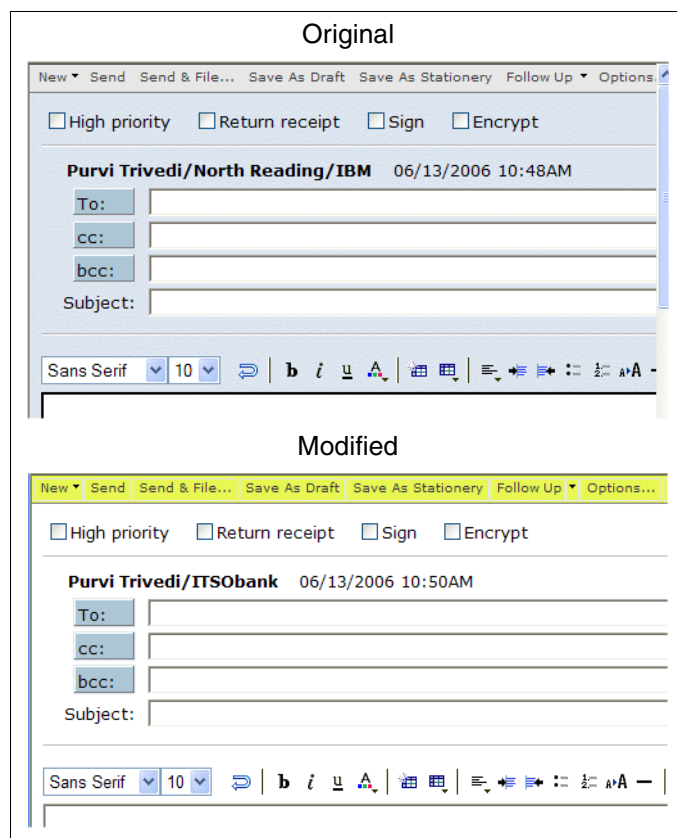 Original
New Send Send & File... Save As Draft Save As Stationery Follow Up Options.
High priority Return receipt Sign Encrypt
Purvi Trivedi/North Reading/IBM 06/13/2006 10:48AM
To:
cc:
bcc:
Subject:
Sans Serif 10 b i u A A A
Modified
New Send Send & File... Save As Draft Save As Stationery Follow Up Options...
High priority Return receipt Sign Encrypt
Purvi Trivedi/ITSObank 06/13/2006 10:50AM
To:
cc:
bcc:
Subject:
Sans Serif 10 b i u A A A